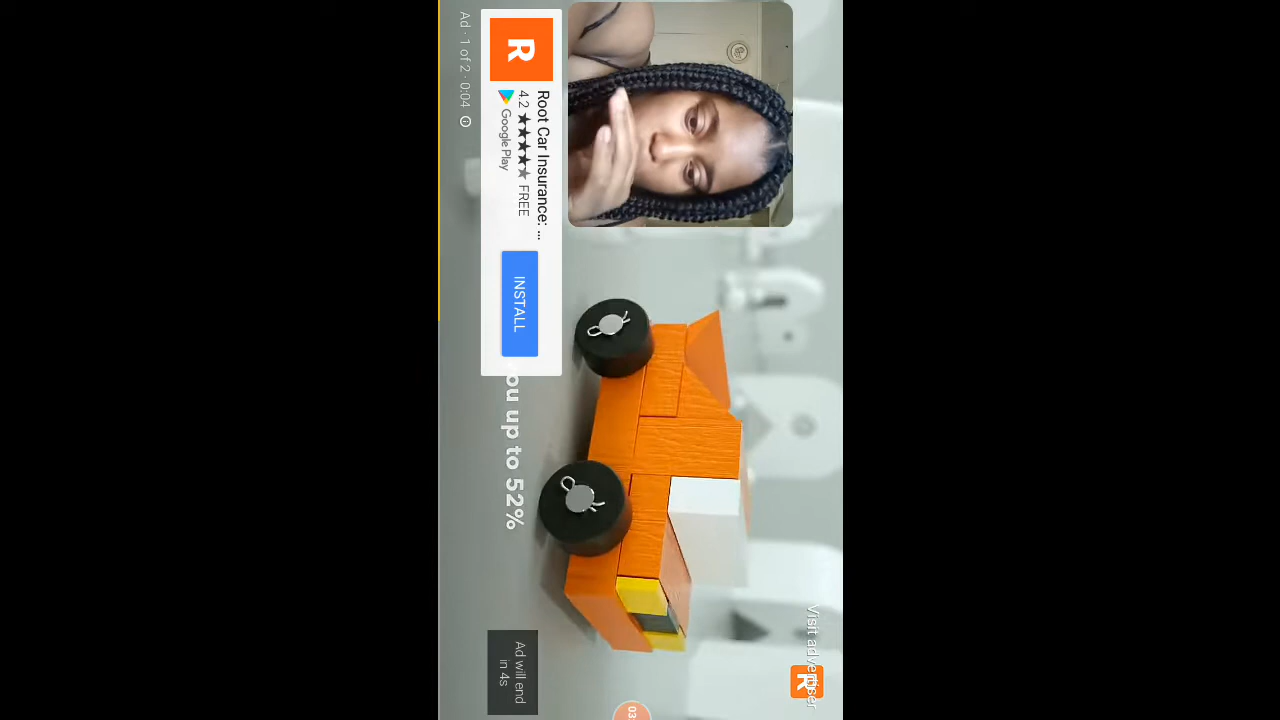 Visit advertiser
R
R
Root Car Insurance: ...
4.2 ★★★★★ FREE
Google Play
INSTALL
ou up to 52%
Ad will end
in 4s
Ad · 1 of 2 · 0:04
03: